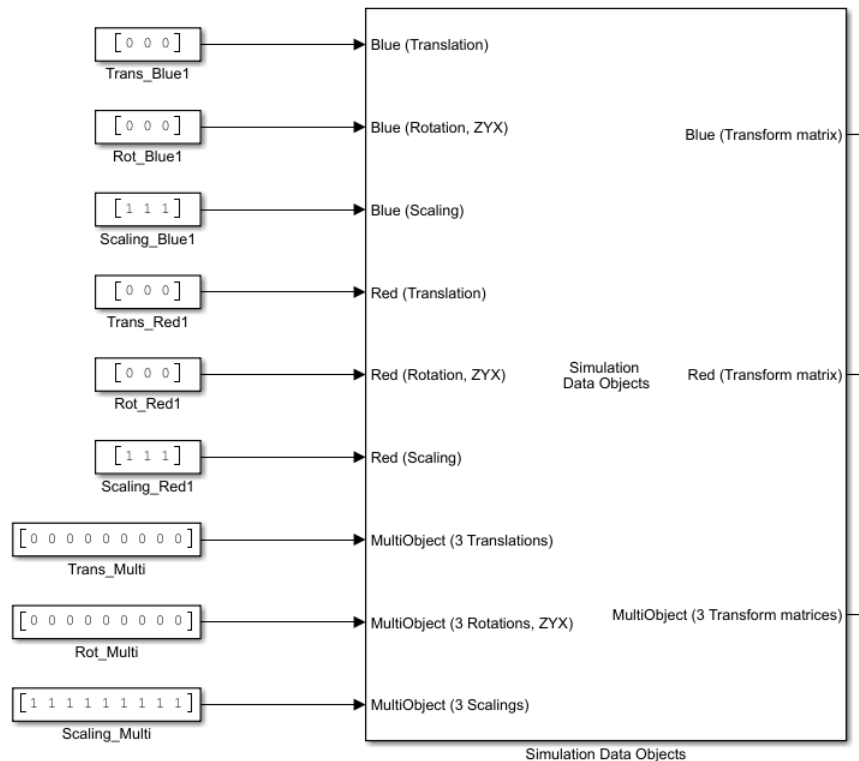 [0 0 0]
Trans_Blue1
Blue (Translation)
[0 0 0]
Rot_Blue1
Blue (Rotation, ZYX)
Blue (Transform matrix)
[1 1 1]
Scaling_Blue1
Blue (Scaling)
[0 0 0]
Trans_Red1
Red (Translation)
[0 0 0]
Rot_Red1
Red (Rotation, ZYX)
Simulation
Data Objects
Red (Transform matrix)
[1 1 1]
Scaling_Red1
Red (Scaling)
[0 0 0 0 0 0 0 0 0]
Trans_Multi
MultiObject (3 Translations)
[0 0 0 0 0 0 0 0 0]
Rot_Multi
MultiObject (3 Rotations, ZYX)
MultiObject (3 Transform matrices)
[1 1 1 1 1 1 1 1 1]
Scaling_Multi
MultiObject (3 Scalings)
Simulation Data Objects